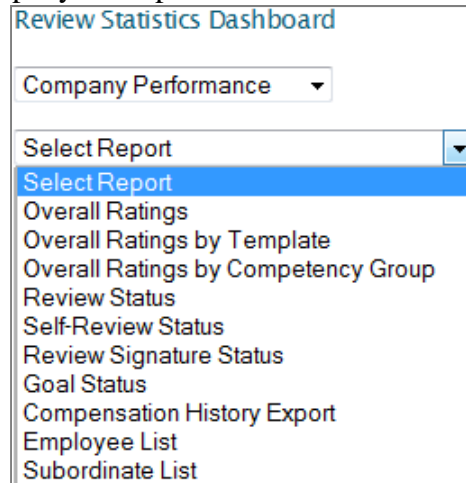 Review Statistics Dashboard
Company Performance
Select Report
Select Report
Overall Ratings
Overall Ratings by Template
Overall Ratings by Competency Group
Review Status
Self-Review Status
Review Signature Status
Goal Status
Compensation History Export
Employee List
Subordinate List